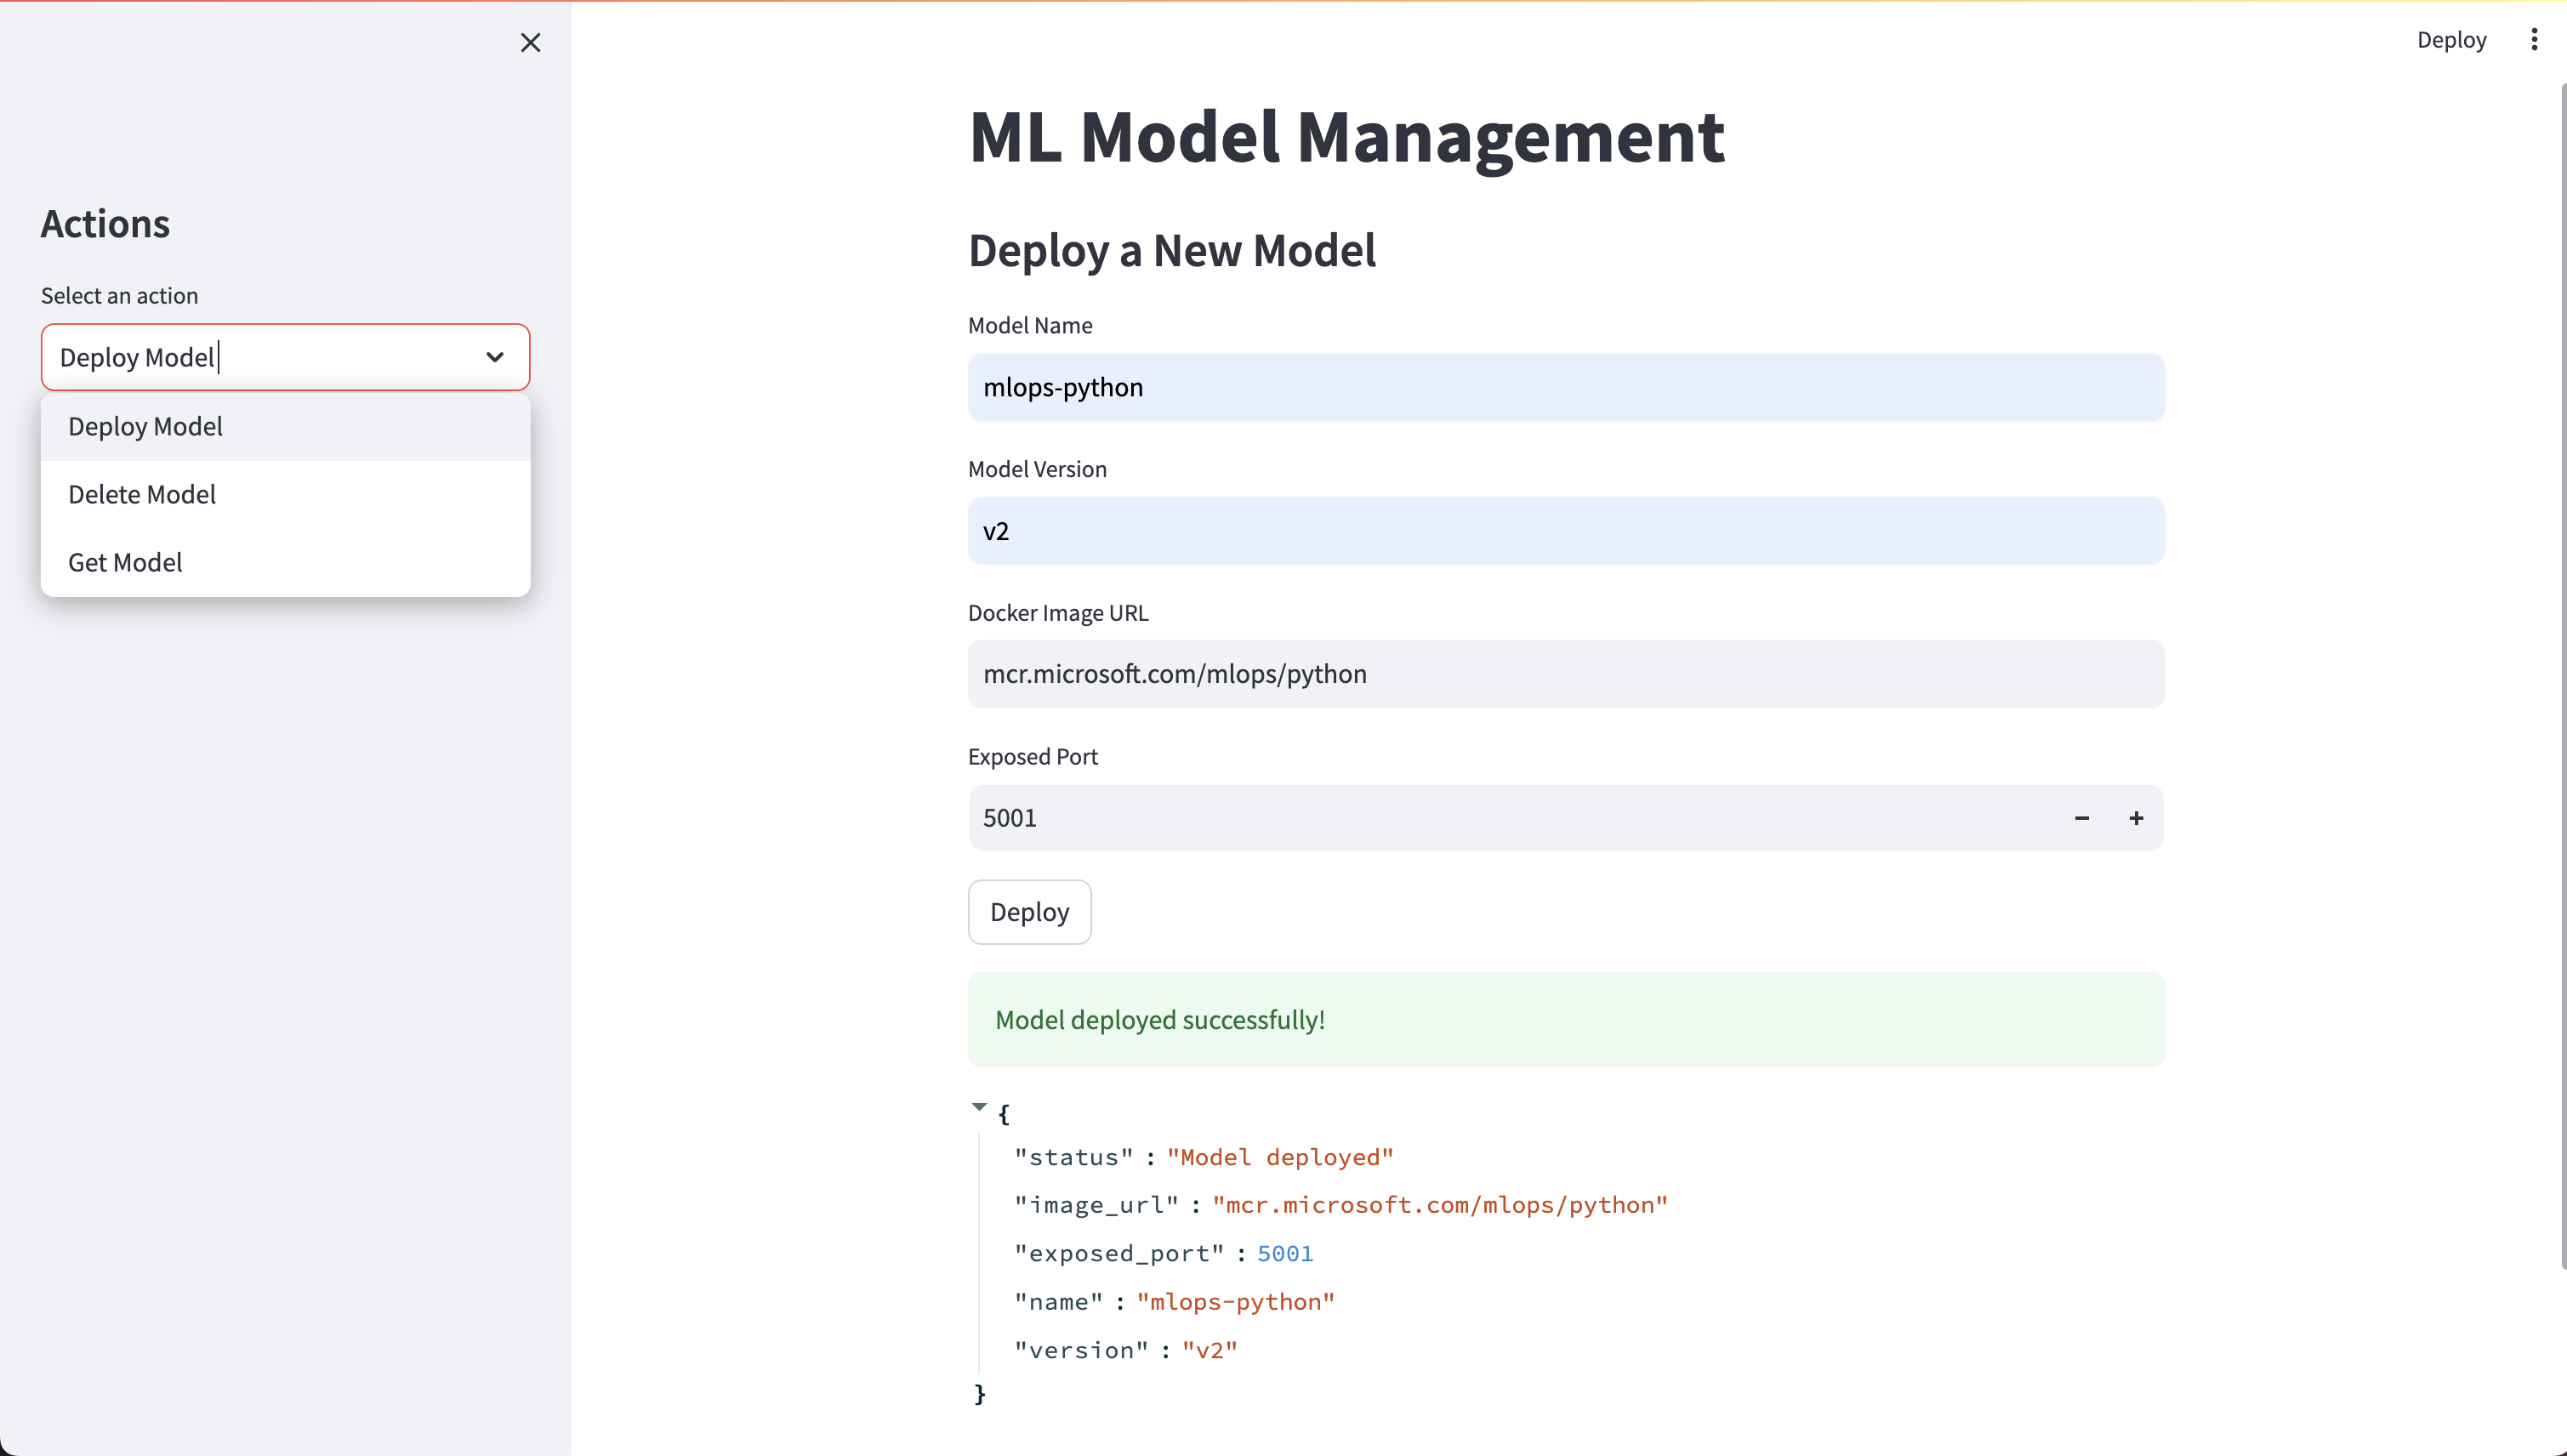 Actions
Select an action
Deploy Model
Deploy Model
Delete Model
Get Model
Deploy
ML Model Management
Deploy a New Model
Model Name
mlops-python
Model Version
v2
Docker Image URL
mcr.microsoft.com/mlops/python
Exposed Port
5001
Deploy
Model deployed successfully!
{
"status" : "Model deployed"
"image_url" : "mcr.microsoft.com/mlops/python"
"exposed_port" : 5001
"name" : "mlops-python"
"version" : "v2"
}